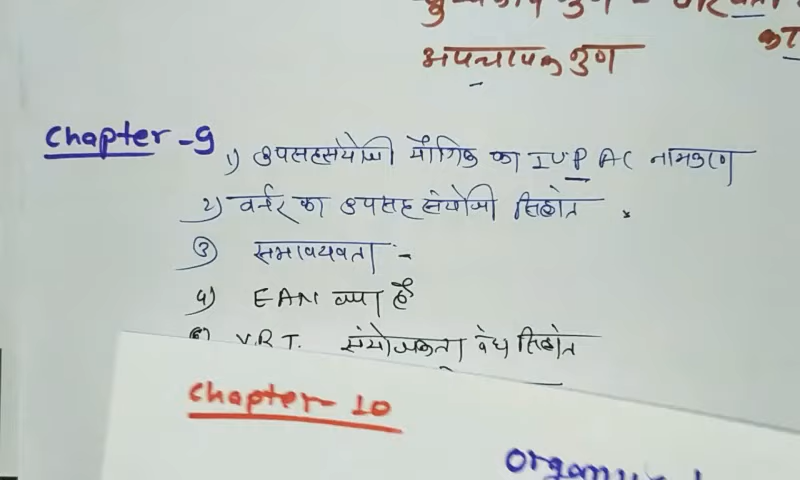 अपचायक गुण
Chapter-9
1) उपसहसंयोजी यौगिक का IUPAC नामकरण
2) वर्नर का उपसह संयोजी सिद्धांत
③ समावयवता :-
4) EAN क्या है
V.B.T. संयोजकता बंध सिद्धांत
Chapter-10